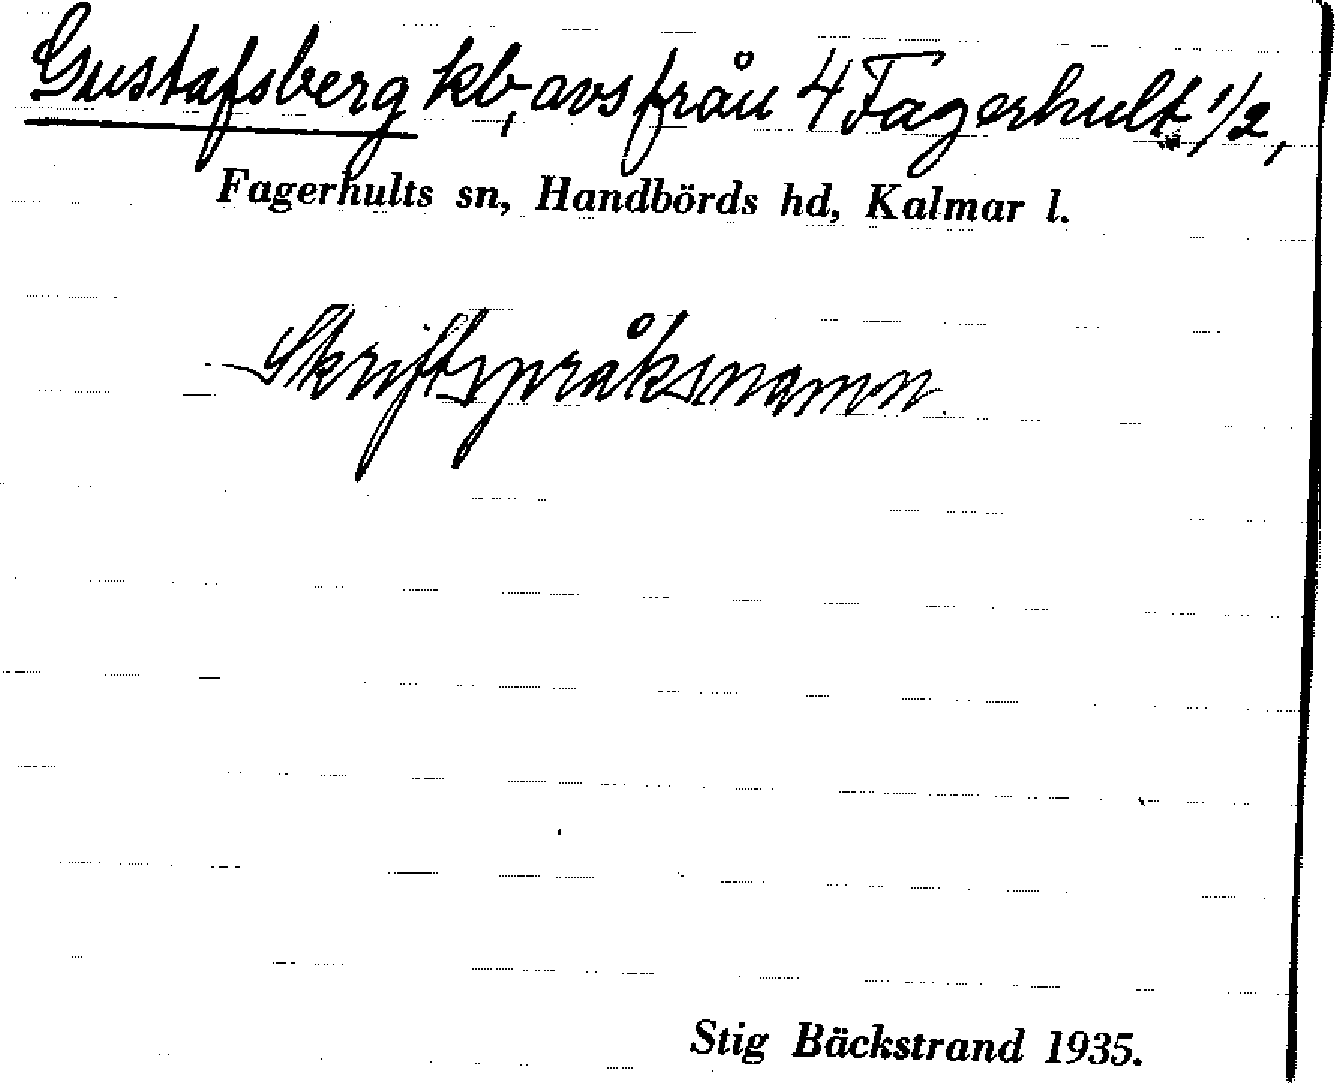 Gustafsberg kb, avs från 4 Fagerhult 1/2,
Fagerhults sn, Handbörds hd, Kalmar l.
Skriftspråksnamn.
Stig Bäckstrand 1935.